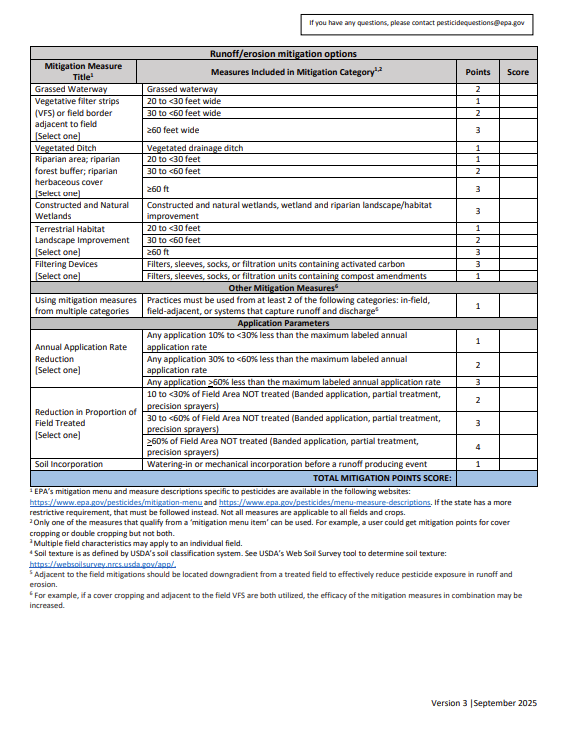 If you have any questions, please contact pesticidequestions@epa.gov
Runoff/erosion mitigation options
Mitigation Measure Title¹ Measures Included in Mitigation Category¹,² Points Score
Grassed Waterway Grassed waterway 2
Vegetative filter strips (VFS) or field border adjacent to field [Select one]
20 to <30 feet wide 1
30 to <60 feet wide 2
≥60 feet wide 3
Vegetated Ditch Vegetated drainage ditch 1
Riparian area; riparian forest buffer; riparian herbaceous cover [Select one]
20 to <30 feet 1
30 to <60 feet 2
≥60 ft 3
Constructed and Natural Wetlands
Constructed and natural wetlands, wetland and riparian landscape/habitat improvement 3
Terrestrial Habitat Landscape Improvement [Select one]
20 to <30 feet 1
30 to <60 feet 2
≥60 ft 3
Filtering Devices [Select one]
Filters, sleeves, socks, or filtration units containing activated carbon 3
Filters, sleeves, socks, or filtration units containing compost amendments 1
Other Mitigation Measures⁶
Using mitigation measures from multiple categories
Practices must be used from at least 2 of the following categories: in-field, field-adjacent, or systems that capture runoff and discharge⁶ 1
Application Parameters
Annual Application Rate Reduction [Select one]
Any application 10% to <30% less than the maximum labeled annual application rate 1
Any application 30% to <60% less than the maximum labeled annual application rate 2
Any application ≥60% less than the maximum labeled annual application rate 3
Reduction in Proportion of Field Treated [Select one]
10 to <30% of Field Area NOT treated (Banded application, partial treatment, precision sprayers) 2
30 to <60% of Field Area NOT treated (Banded application, partial treatment, precision sprayers) 3
≥60% of Field Area NOT treated (Banded application, partial treatment, precision sprayers) 4
Soil Incorporation Watering-in or mechanical incorporation before a runoff producing event 1
TOTAL MITIGATION POINTS SCORE:
¹ EPA's mitigation menu and measure descriptions specific to pesticides are available in the following websites:
https://www.epa.gov/pesticides/mitigation-menu and https://www.epa.gov/pesticides/menu-measure-descriptions. If the state has a
more restrictive requirement, that must be followed instead. Not all measures are applicable to all fields and crops.
² Only one of the measures that qualify from a 'mitigation menu item' can be used. For example, a user could get mitigation points for cover
cropping or double cropping but not both.
³ Multiple field characteristics may apply to an individual field.
⁴ Soil texture is as defined by USDA's soil classification system. See USDA's Web Soil Survey tool to determine soil texture:
https://websoilsurvey.nrcs.usda.gov/app/.
⁵ Adjacent to the field mitigations should be located downgradient from a treated field to effectively reduce pesticide exposure in runoff and
erosion.
⁶ For example, if a cover cropping and adjacent to the field VFS are both utilized, the efficacy of the mitigation measures in combination may be
increased.
Version 3 |September 2025